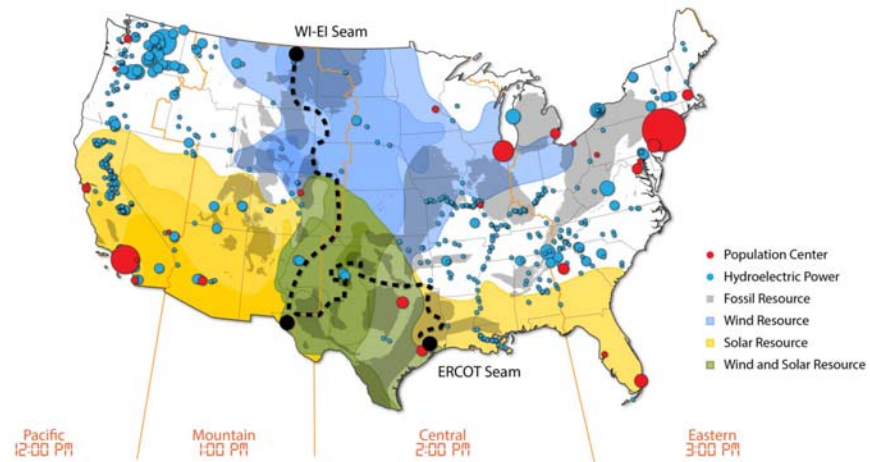 WI-EI Seam
Population Center
Hydroelectric Power
Fossil Resource
Wind Resource
Solar Resource
Wind and Solar Resource
ERCOT Seam
Pacific
12:00 PM
Mountain
1:00 PM
Central
2:00 PM
Eastern
3:00 PM